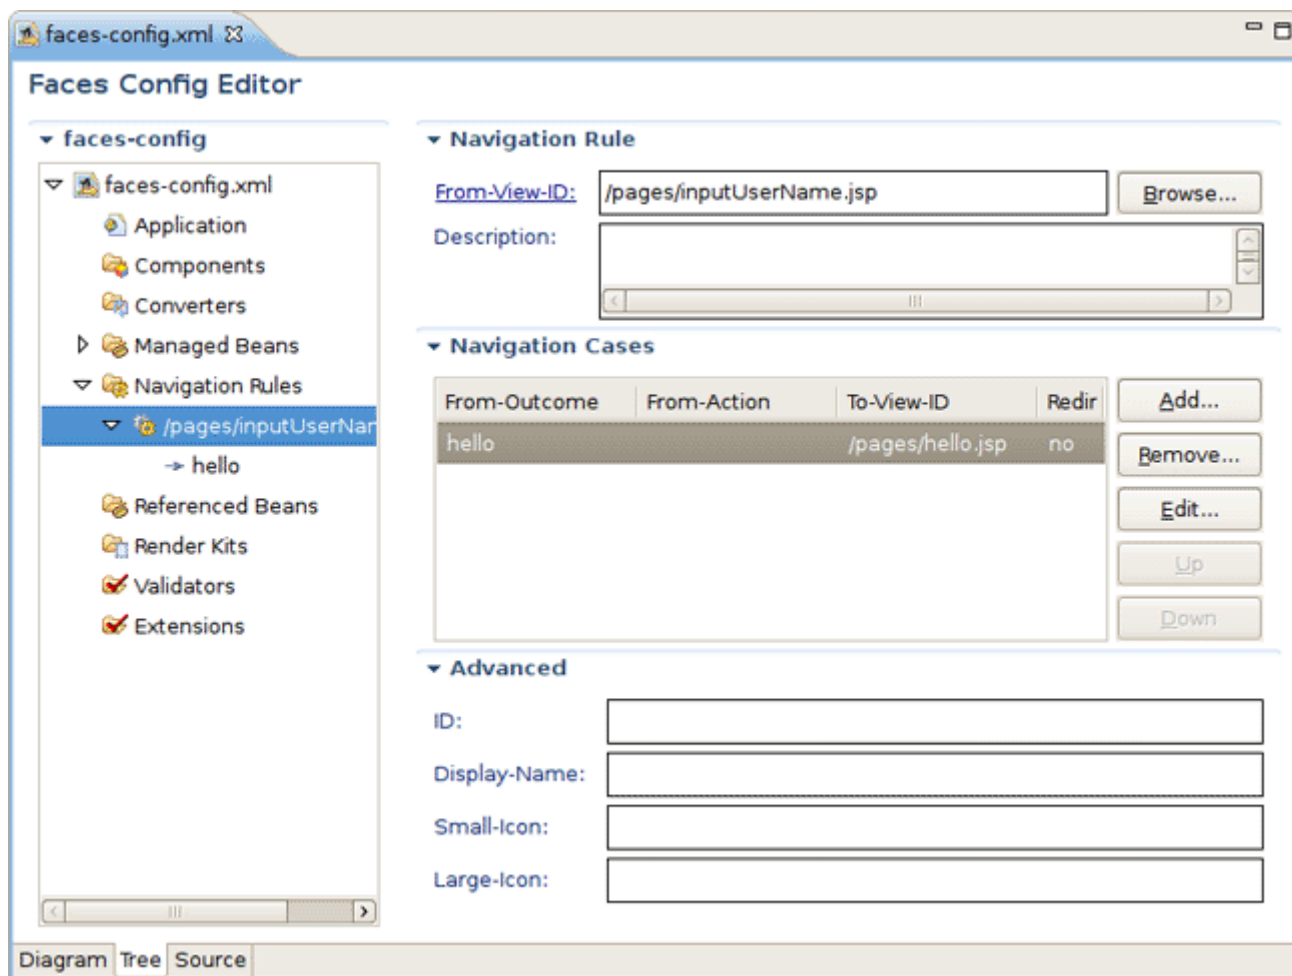 faces-config.xml
Faces Config Editor
faces-config
faces-config.xml
Application
Components
Converters
Managed Beans
Navigation Rules
/pages/inputUserNar
hello
Referenced Beans
Render Kits
Validators
Extensions
Navigation Rule
From-View-ID: /pages/inputUserName.jsp Browse...
Description:
Navigation Cases
From-Outcome From-Action To-View-ID Redir
hello /pages/hello.jsp no
Add...
Remove...
Edit...
Up
Down
Advanced
ID:
Display-Name:
Small-Icon:
Large-Icon:
Diagram Tree Source